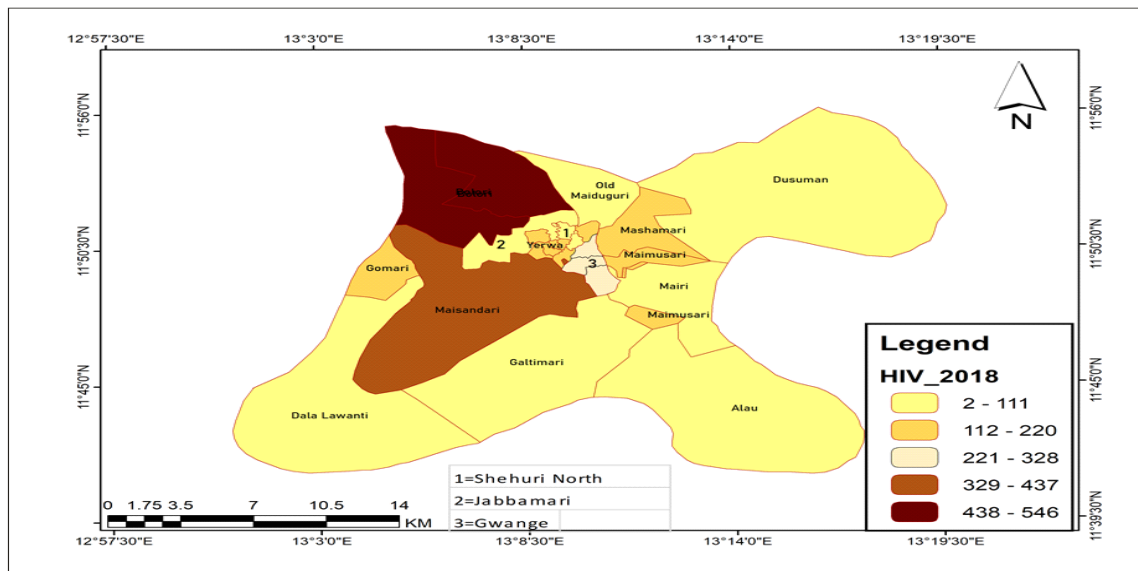 12°57'30"E 13°3'0"E 13°8'30"E 13°14'0"E 13°19'30"E
11°56'0"N
11°56'0"N
N
Dusuman
Old
Maiduguri
Bolori
Bolori
1
Mashamari
2
Yerwa
11°50'30"N
11°50'30"N
Maimusari
3
Gomari
Mairi
Maisandari
Maimusari
Galtimari
Alau
Dala Lawanti
11°45'0"N
11°45'0"N
Legend
HIV_2018
2 - 111
112 - 220
221 - 328
329 - 437
438 - 546
1=Shehuri North
2=Jabbamari
3=Gwange
0 1.75 3.5 7 10.5 14
KM
11°39'30"N
12°57'30"E 13°3'0"E 13°8'30"E 13°14'0"E 13°19'30"E